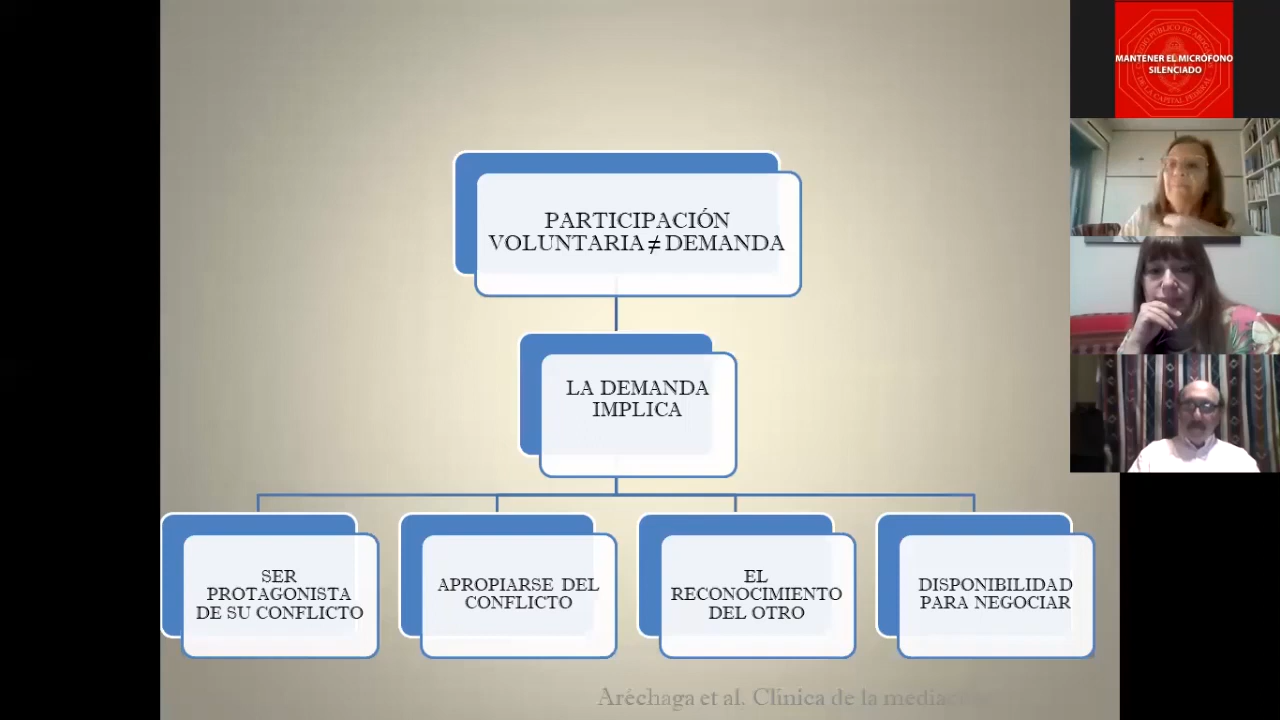 PARTICIPACIÓN
VOLUNTARIA ≠ DEMANDA
LA DEMANDA
IMPLICA
SER
PROTAGONISTA
DE SU CONFLICTO
APROPIARSE DEL
CONFLICTO
EL
RECONOCIMIENTO
DEL OTRO
DISPONIBILIDAD
PARA NEGOCIAR
Aréchaga et al. Clínica de la
MANTENER EL MICRÓFONO
SILENCIADO